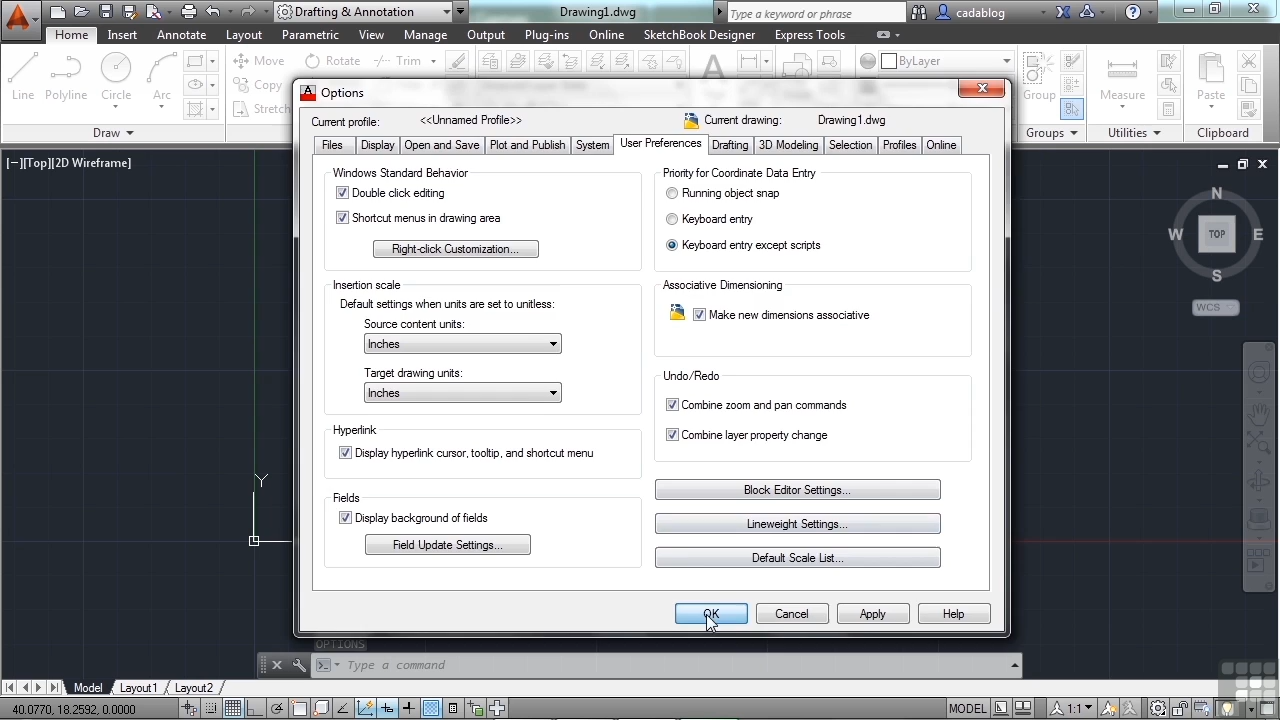 Drafting & Annotation
Drawing1.dwg
Type a keyword or phrase
cadablog
Home Insert Annotate Layout Parametric View Manage Output Plug-ins Online SketchBook Designer Express Tools
Move Rotate Trim
ByLayer
Copy
Line Polyline Circle Arc
Stretch
Group Measure Paste
Draw Groups Utilities Clipboard
[−][Top][2D Wireframe]
Options
Current profile: <<Unnamed Profile>> Current drawing: Drawing1.dwg
Files Display Open and Save Plot and Publish System User Preferences Drafting 3D Modeling Selection Profiles Online
Windows Standard Behavior
Double click editing
Shortcut menus in drawing area
Right-click Customization...
Insertion scale
Default settings when units are set to unitless:
Source content units:
Inches
Target drawing units:
Inches
Hyperlink
Display hyperlink cursor, tooltip, and shortcut menu
Fields
Display background of fields
Field Update Settings...
Priority for Coordinate Data Entry
Running object snap
Keyboard entry
Keyboard entry except scripts
Associative Dimensioning
Make new dimensions associative
Undo/Redo
Combine zoom and pan commands
Combine layer property change
Block Editor Settings...
Lineweight Settings...
Default Scale List...
OK Cancel Apply Help
N
W TOP E
S
WCS
Y
OPTIONS
Type a command
Model Layout1 Layout2
40.0770, 18.2592, 0.0000
MODEL
1:1